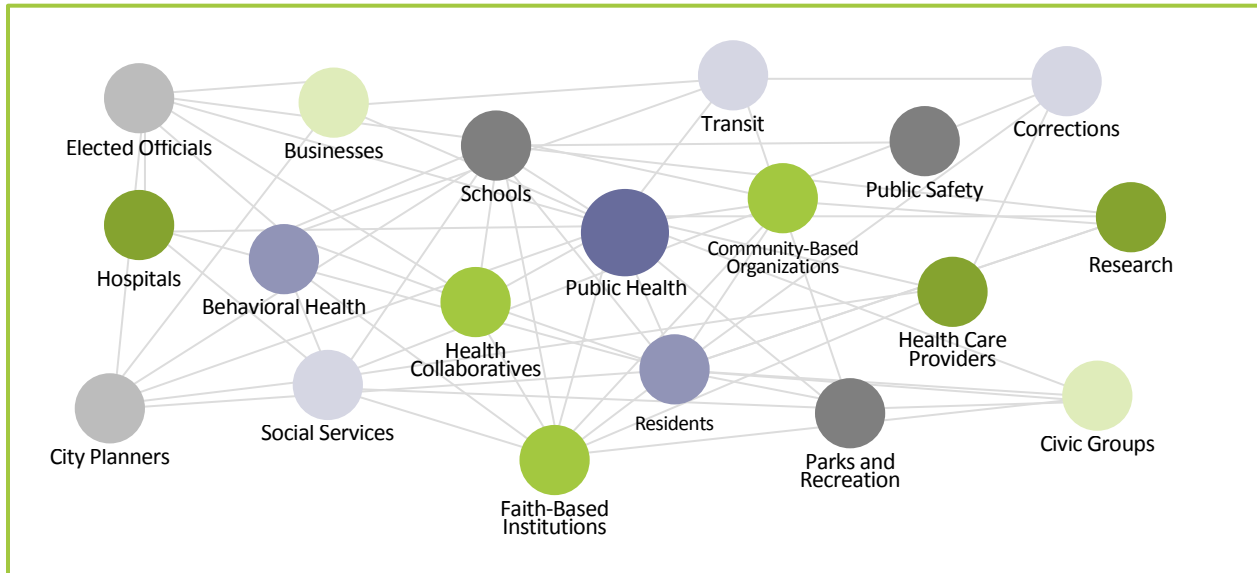 Elected Officials
Businesses
Transit
Corrections
Schools
Public Safety
Hospitals
Behavioral Health
Public Health
Community-Based
Organizations
Research
Health
Collaboratives
Health Care
Providers
City Planners
Social Services
Residents
Parks and
Recreation
Civic Groups
Faith-Based
Institutions